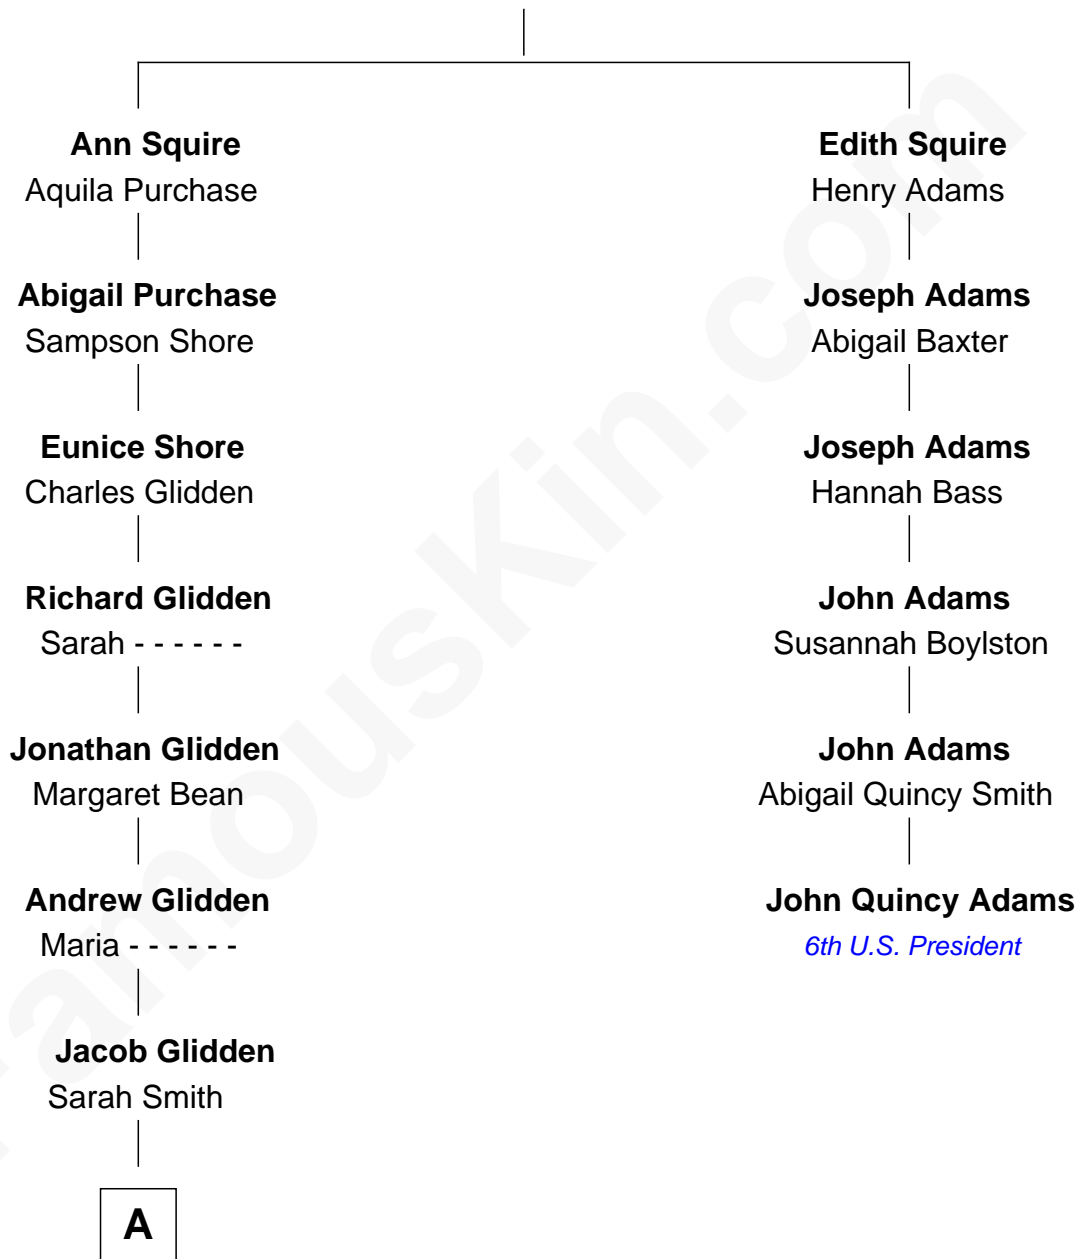 Ann Squire
Aquila Purchase
Abigail Purchase
Sampson Shore
Eunice Shore
Charles Glidden
Richard Glidden
Sarah - - - - - -
Jonathan Glidden
Margaret Bean
Andrew Glidden
Maria - - - - - -
Jacob Glidden
Sarah Smith
A
Edith Squire
Henry Adams
Joseph Adams
Abigail Baxter
Joseph Adams
Hannah Bass
John Adams
Susannah Boylston
John Adams
Abigail Quincy Smith
John Quincy Adams
6th U.S. President
FamousKin.com